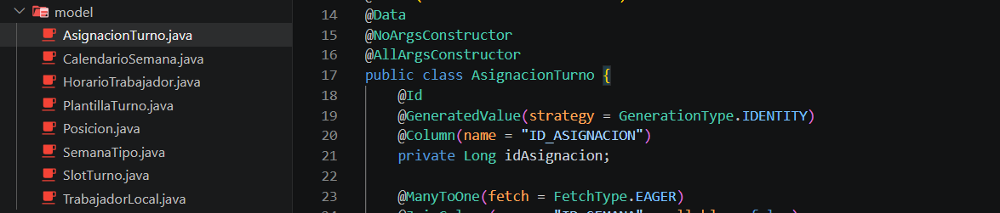 model
AsignacionTurno.java
CalendarioSemana.java
HorarioTrabajador.java
PlantillaTurno.java
Posicion.java
SemanaTipo.java
SlotTurno.java
TrabajadorLocal.java
14 @Data
15 @NoArgsConstructor
16 @AllArgsConstructor
17 public class AsignacionTurno {
18 @Id
19 @GeneratedValue(strategy = GenerationType.IDENTITY)
20 @Column(name = "ID_ASIGNACION")
21 private Long idAsignacion;
22
23 @ManyToOne(fetch = FetchType.EAGER)